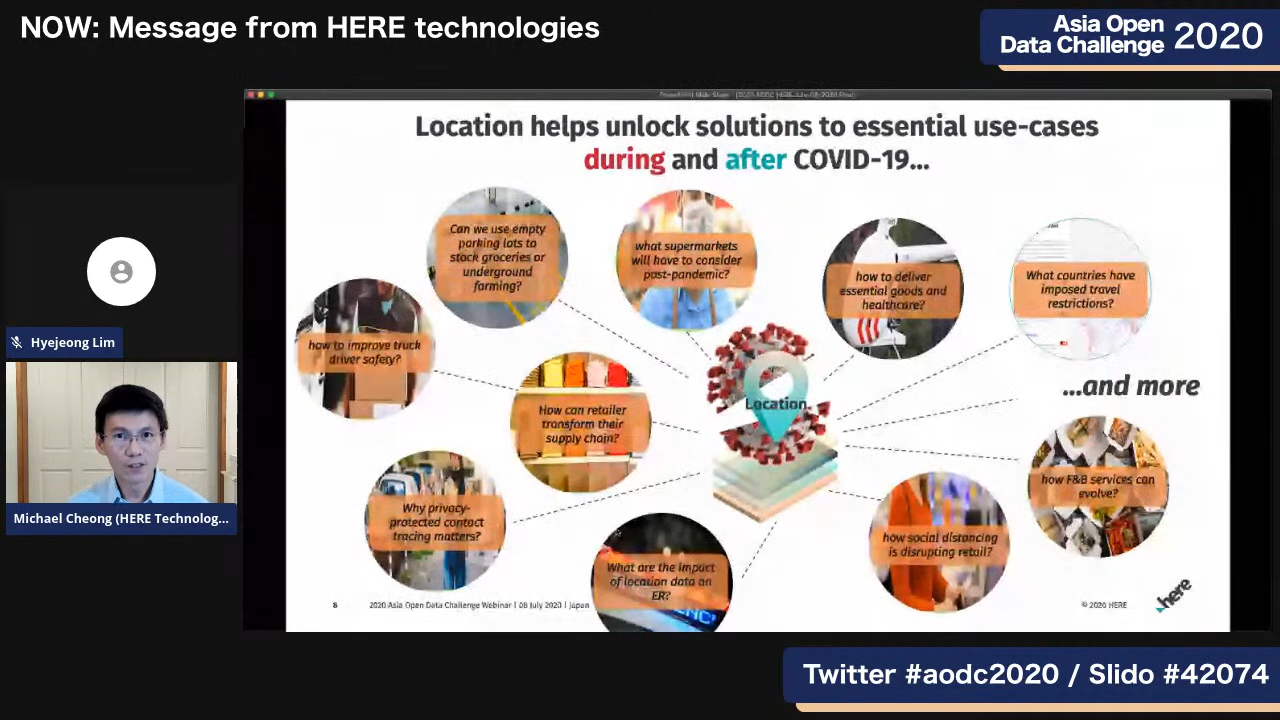 NOW: Message from HERE technologies
Asia Open
Data Challenge 2020
Location helps unlock solutions to essential use-cases
during and after COVID-19...
Can we use empty
parking lots to
stock groceries or
underground
farming?
what supermarkets
will have to consider
post-pandemic?
how to deliver
essential goods and
healthcare?
What countries have
imposed travel
restrictions?
how to improve truck
driver safety?
How can retailer
transform their
supply chain?
Location
...and more
how F&B services can
evolve?
Why privacy-
protected contact
tracing matters?
What are the impact
of location data on
ER?
how social distancing
is disrupting retail?
8
2020 Asia Open Data Challenge Webinar | 08 July 2020 | Japan
© 2020 HERE
here
Hyejeong Lim
Michael Cheong (HERE Technolog...
Twitter #aodc2020 / Slido #42074